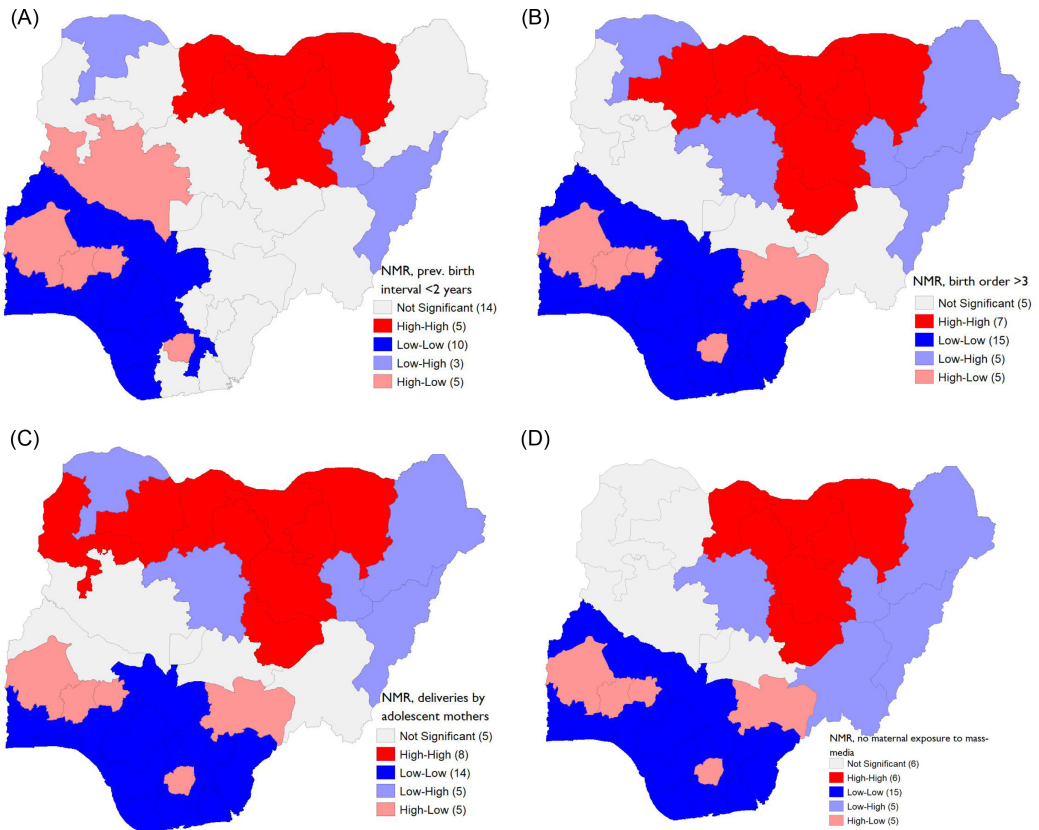 (A)
NMR, prev. birth
interval <2 years
Not Significant (14)
High-High (5)
Low-Low (10)
Low-High (3)
High-Low (5)
(B)
NMR, birth order >3
Not Significant (5)
High-High (7)
Low-Low (15)
Low-High (5)
High-Low (5)
(C)
NMR, deliveries by
adolescent mothers
Not Significant (5)
High-High (8)
Low-Low (14)
Low-High (5)
High-Low (5)
(D)
NMR, no maternal exposure to mass-
media
Not Significant (6)
High-High (6)
Low-Low (15)
Low-High (5)
High-Low (5)